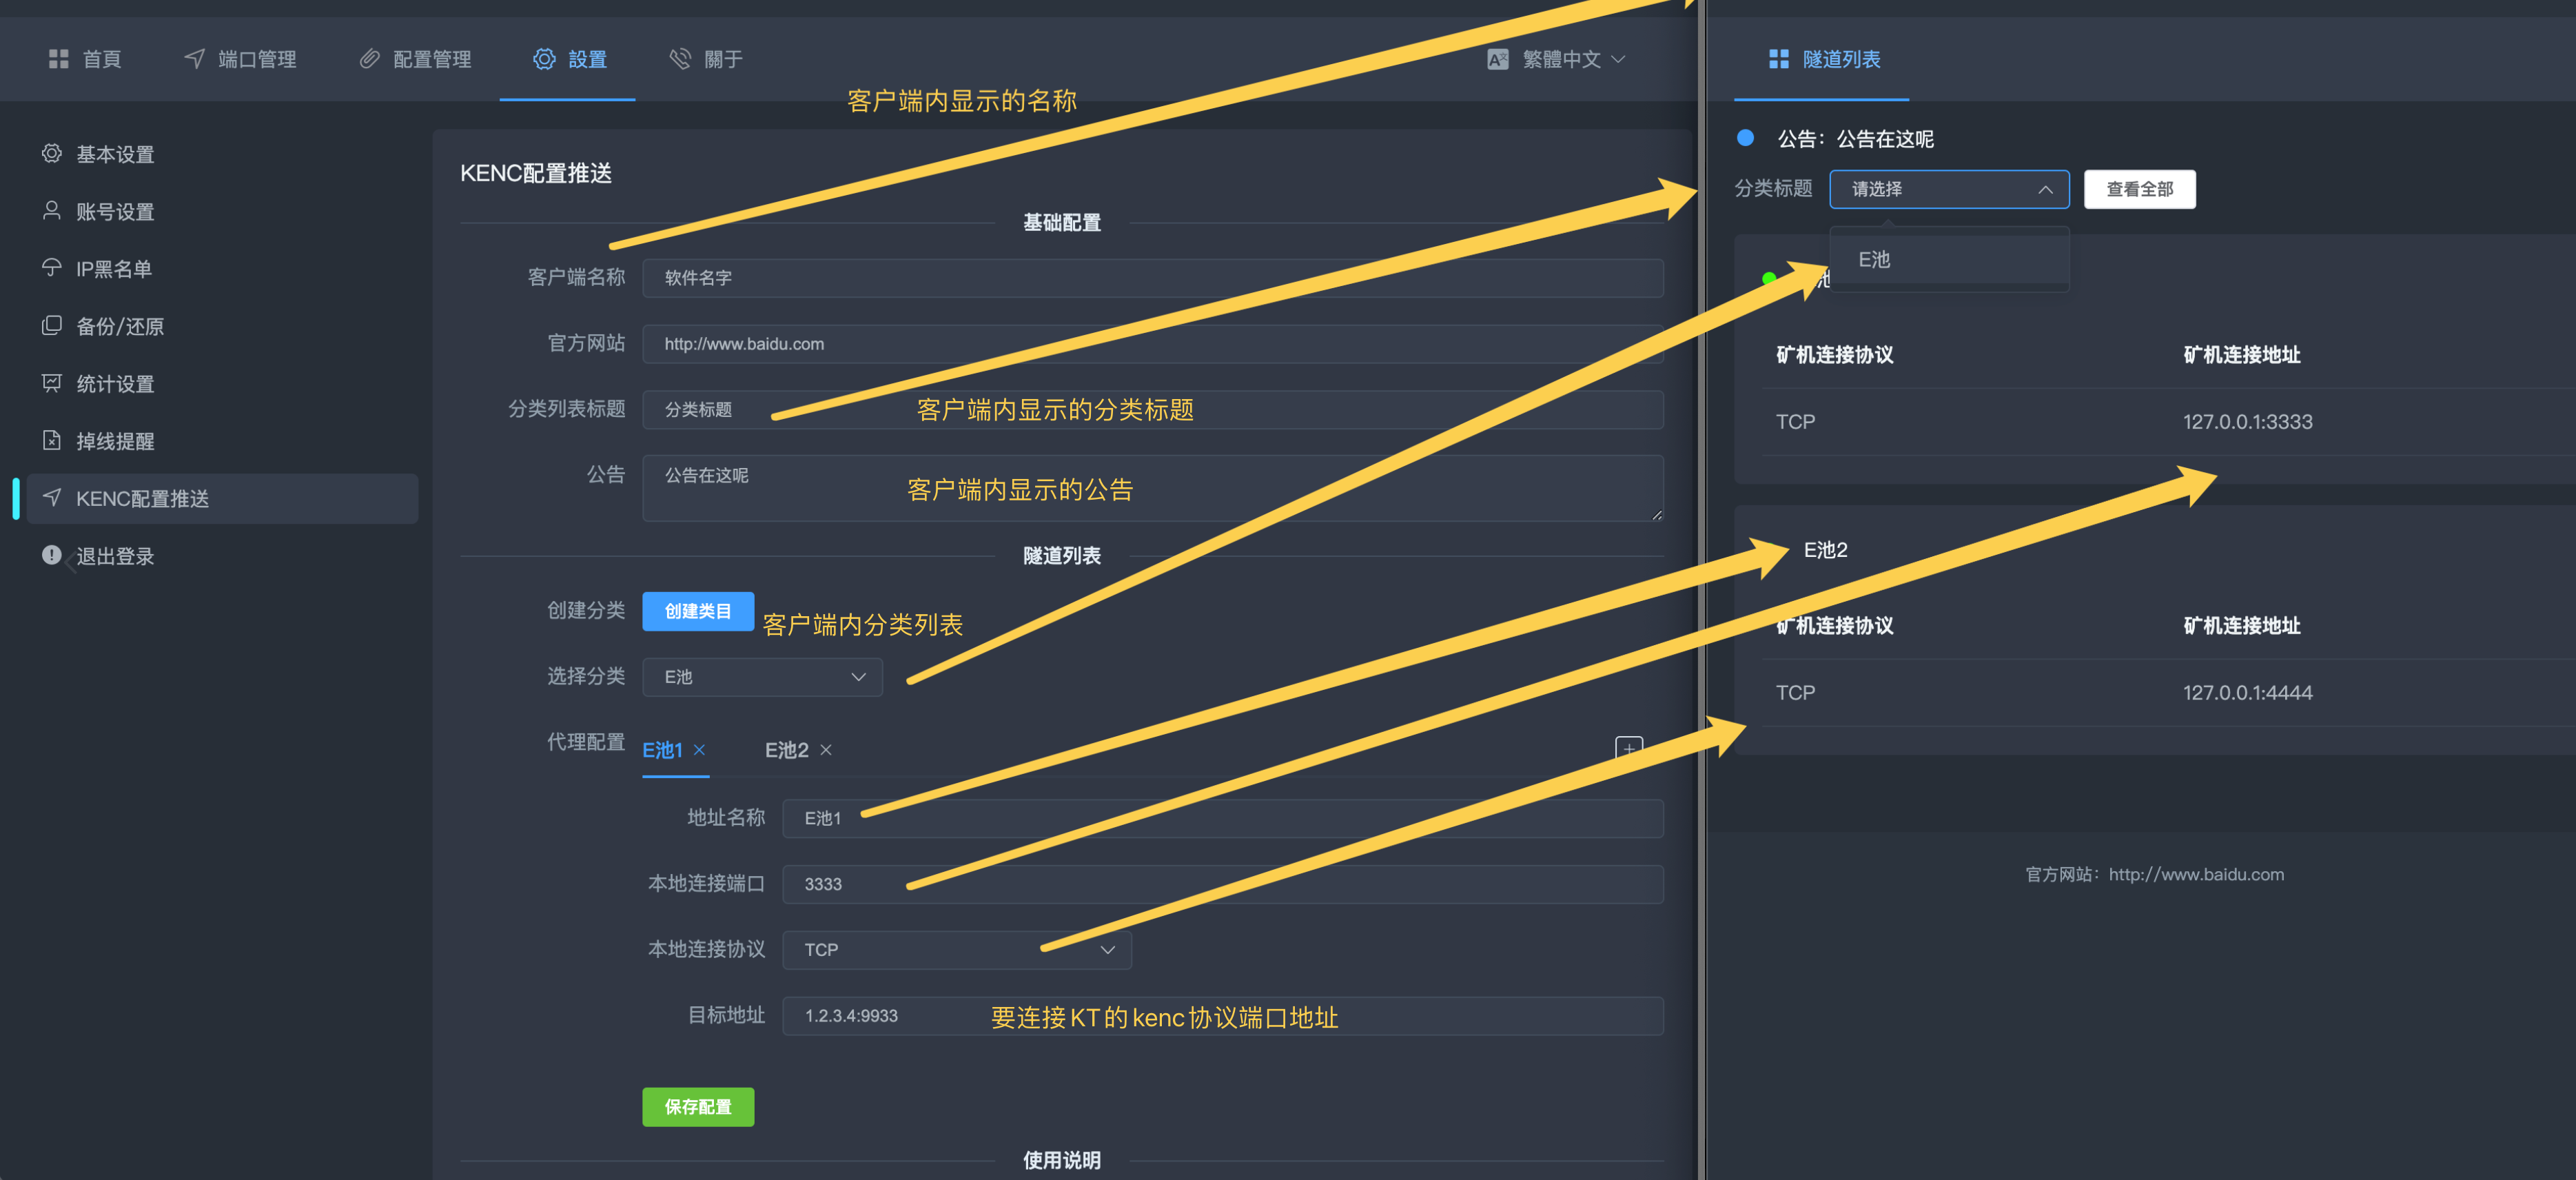 首頁
端口管理
配置管理
設置
關于
繁體中文
隧道列表
客户端内显示的名称
基本设置
账号设置
IP黑名单
备份/还原
统计设置
掉线提醒
KENC配置推送
退出登录
KENC配置推送
基础配置
客户端名称
软件名字
官方网站
http://www.baidu.com
分类列表标题
分类标题
客户端内显示的分类标题
公告
公告在这呢
客户端内显示的公告
隧道列表
创建分类
创建类目
客户端内分类列表
选择分类
E池
代理配置
E池1
E池2
地址名称
E池1
本地连接端口
3333
本地连接协议
TCP
目标地址
1.2.3.4:9933
要连接KT的kenc协议端口地址
保存配置
使用说明
公告：公告在这呢
分类标题
请选择
查看全部
E池
矿机连接协议
矿机连接地址
TCP
127.0.0.1:3333
E池2
矿机连接协议
矿机连接地址
TCP
127.0.0.1:4444
官方网站：http://www.baidu.com